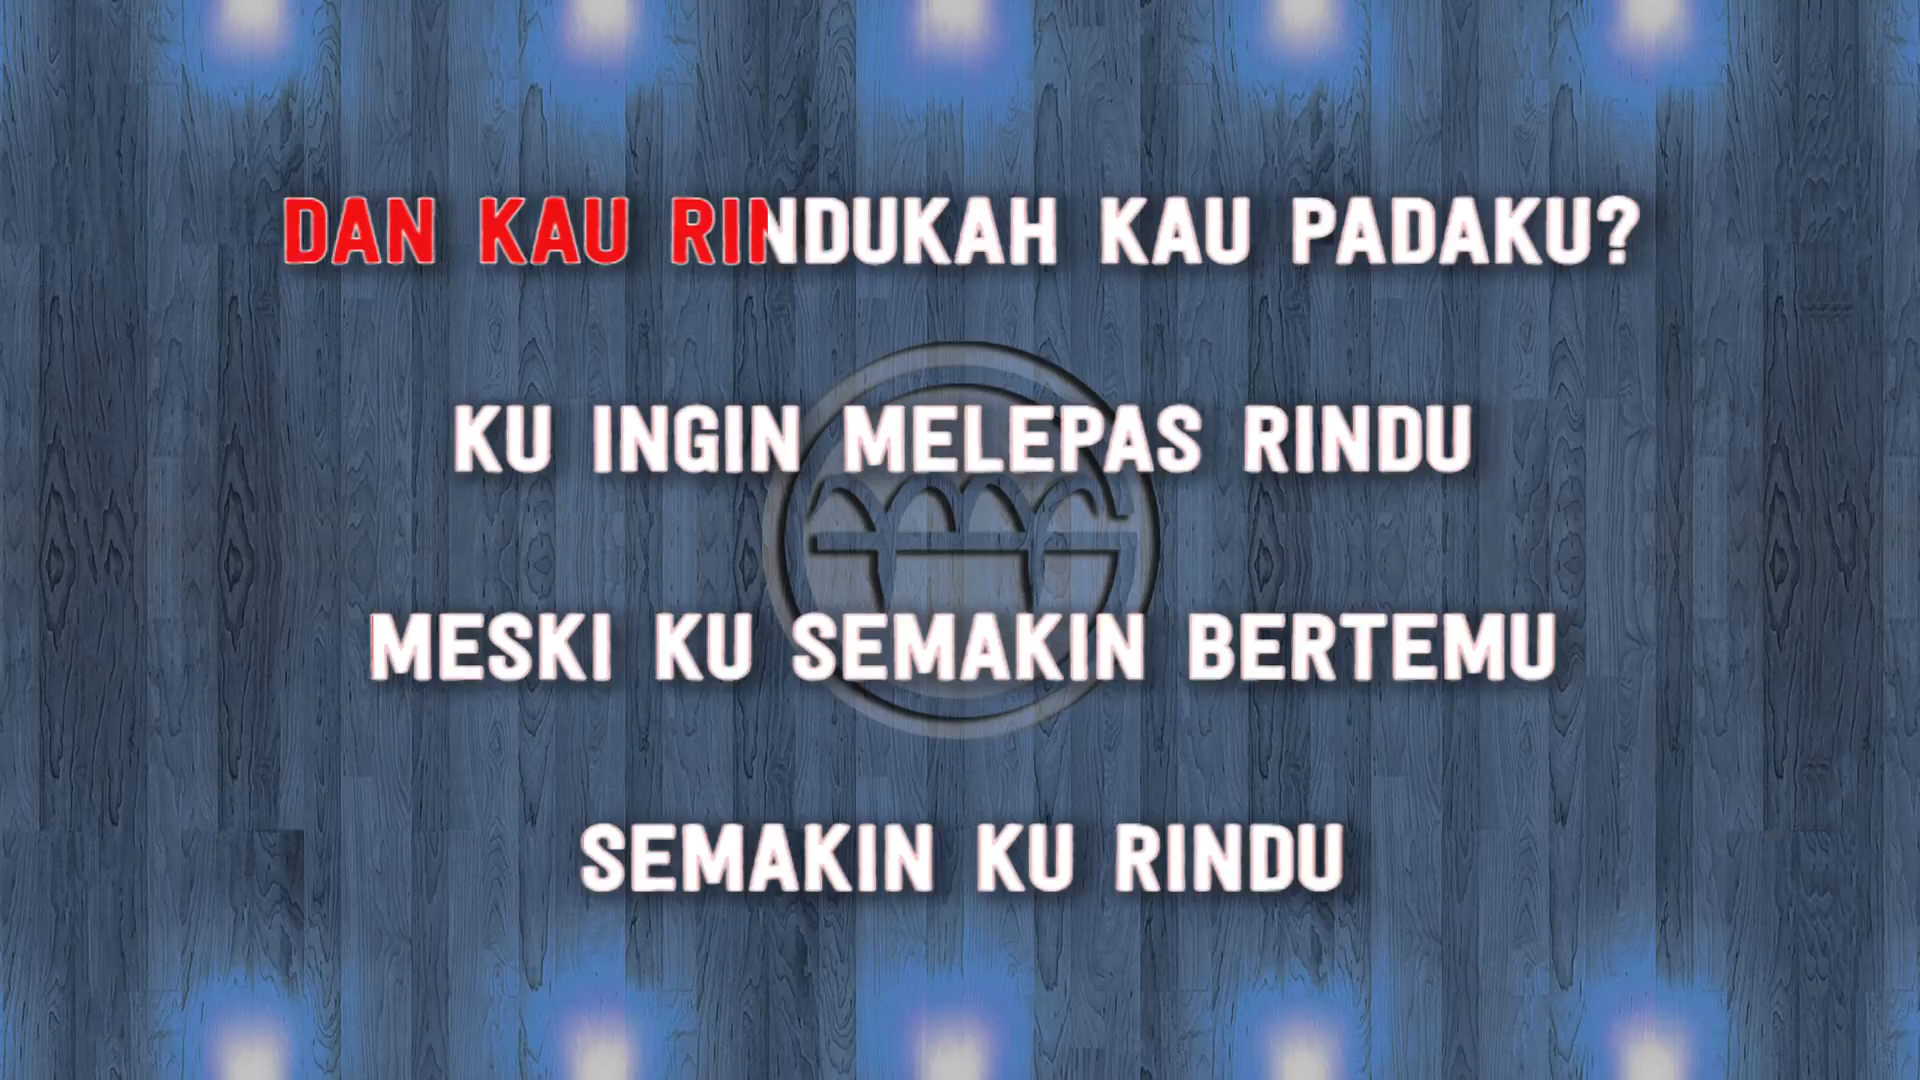 DAN KAU RINDUKAH KAU PADAKU?
KU INGIN MELEPAS RINDU
MESKI KU SEMAKIN BERTEMU
SEMAKIN KU RINDU